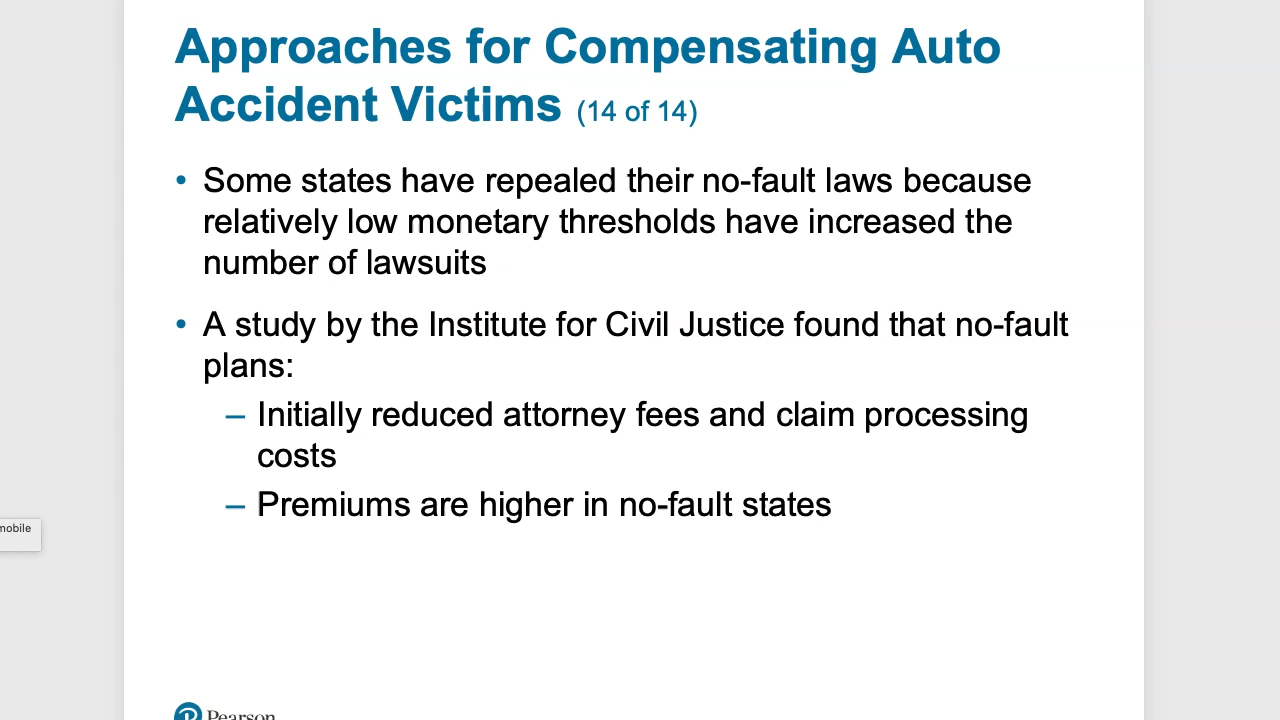 Approaches for Compensating Auto
Accident Victims (14 of 14)
• Some states have repealed their no-fault laws because
relatively low monetary thresholds have increased the
number of lawsuits
• A study by the Institute for Civil Justice found that no-fault
plans:
– Initially reduced attorney fees and claim processing
costs
– Premiums are higher in no-fault states
mobile
Pearson